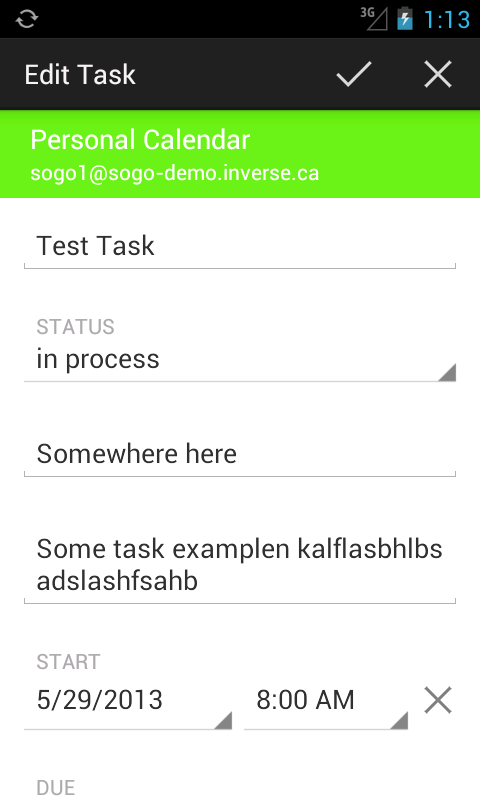 3G 1:13
Edit Task
Personal Calendar
sogo1@sogo-demo.inverse.ca
Test Task
STATUS
in process
Somewhere here
Some task examplen kalflasbhlbs
adslashfsahb
START
5/29/2013 8:00 AM
DUE